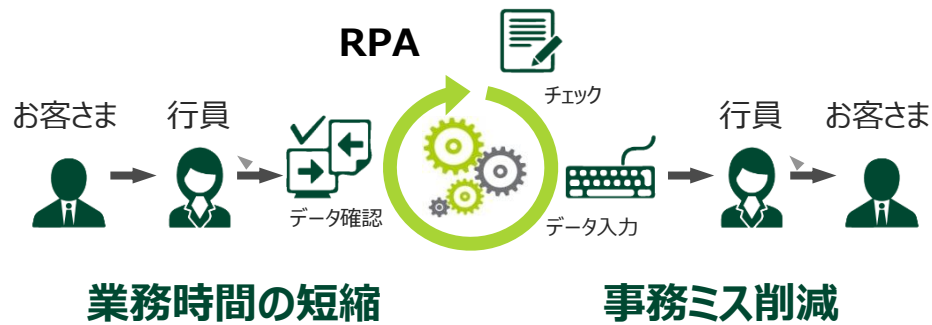 RPA
チェック
お客さま
行員
行員
お客さま
データ確認
データ入力
業務時間の短縮
事務ミス削減